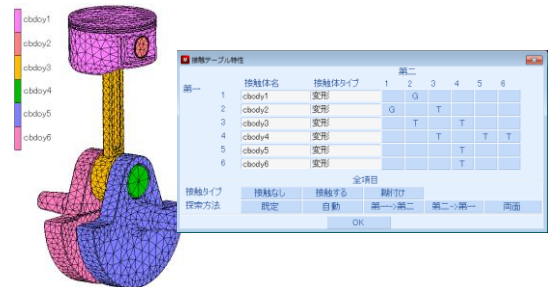 cbdoy1
cbdoy2
cbdoy3
cbdoy4
cbdoy5
cbdoy6
接触テーブル特性
第二
第一 接触体名 接触体タイプ 1 2 3 4 5 6
1 cbody1 変形 G
2 cbody2 変形 G T
3 cbody3 変形 T T
4 cbody4 変形 T T T
5 cbody5 変形 T
6 cbody6 変形 T
全項目
接触タイプ 接触なし 接触する 糊付け
探索方法 既定 自動 第一->第二 第二->第一 両面
OK